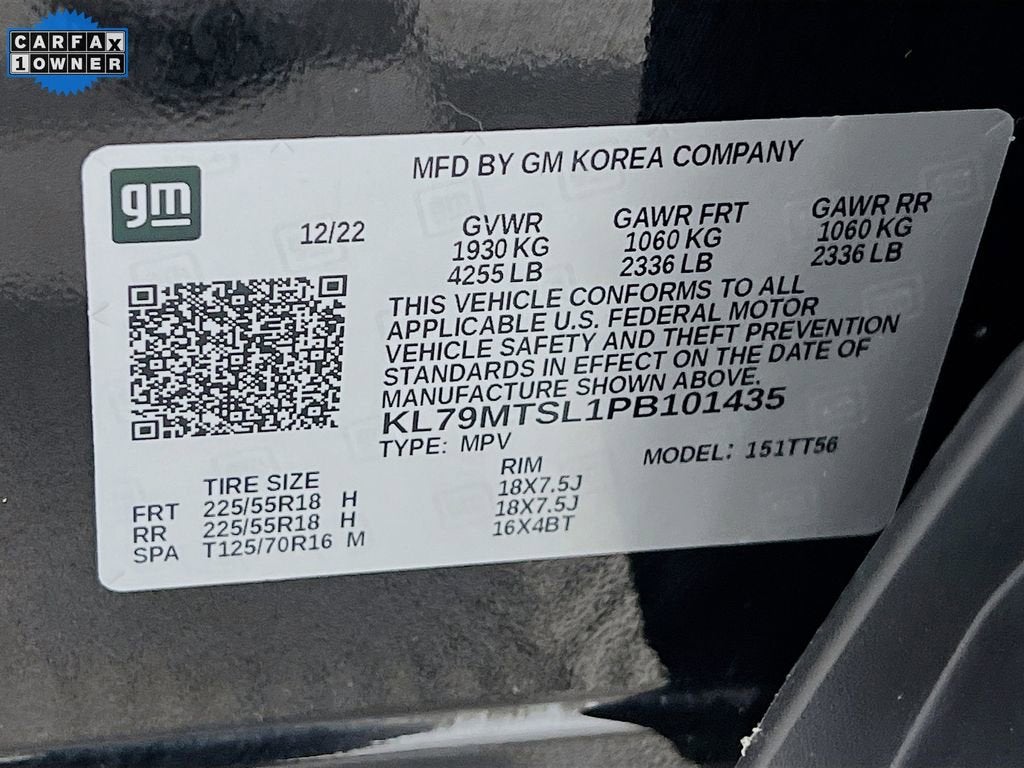 CARFAX
1 OWNER
gm
MFD BY GM KOREA COMPANY
12/22
GVWR GAWR FRT GAWR RR
1930 KG 1060 KG 1060 KG
4255 LB 2336 LB 2336 LB
THIS VEHICLE CONFORMS TO ALL
APPLICABLE U.S. FEDERAL MOTOR
VEHICLE SAFETY AND THEFT PREVENTION
STANDARDS IN EFFECT ON THE DATE OF
MANUFACTURE SHOWN ABOVE.
KL79MTSL1PB101435
TYPE: MPV MODEL: 151TT56
TIRE SIZE RIM
FRT 225/55R18 H 18X7.5J
RR 225/55R18 H 18X7.5J
SPA T125/70R16 M 16X4BT